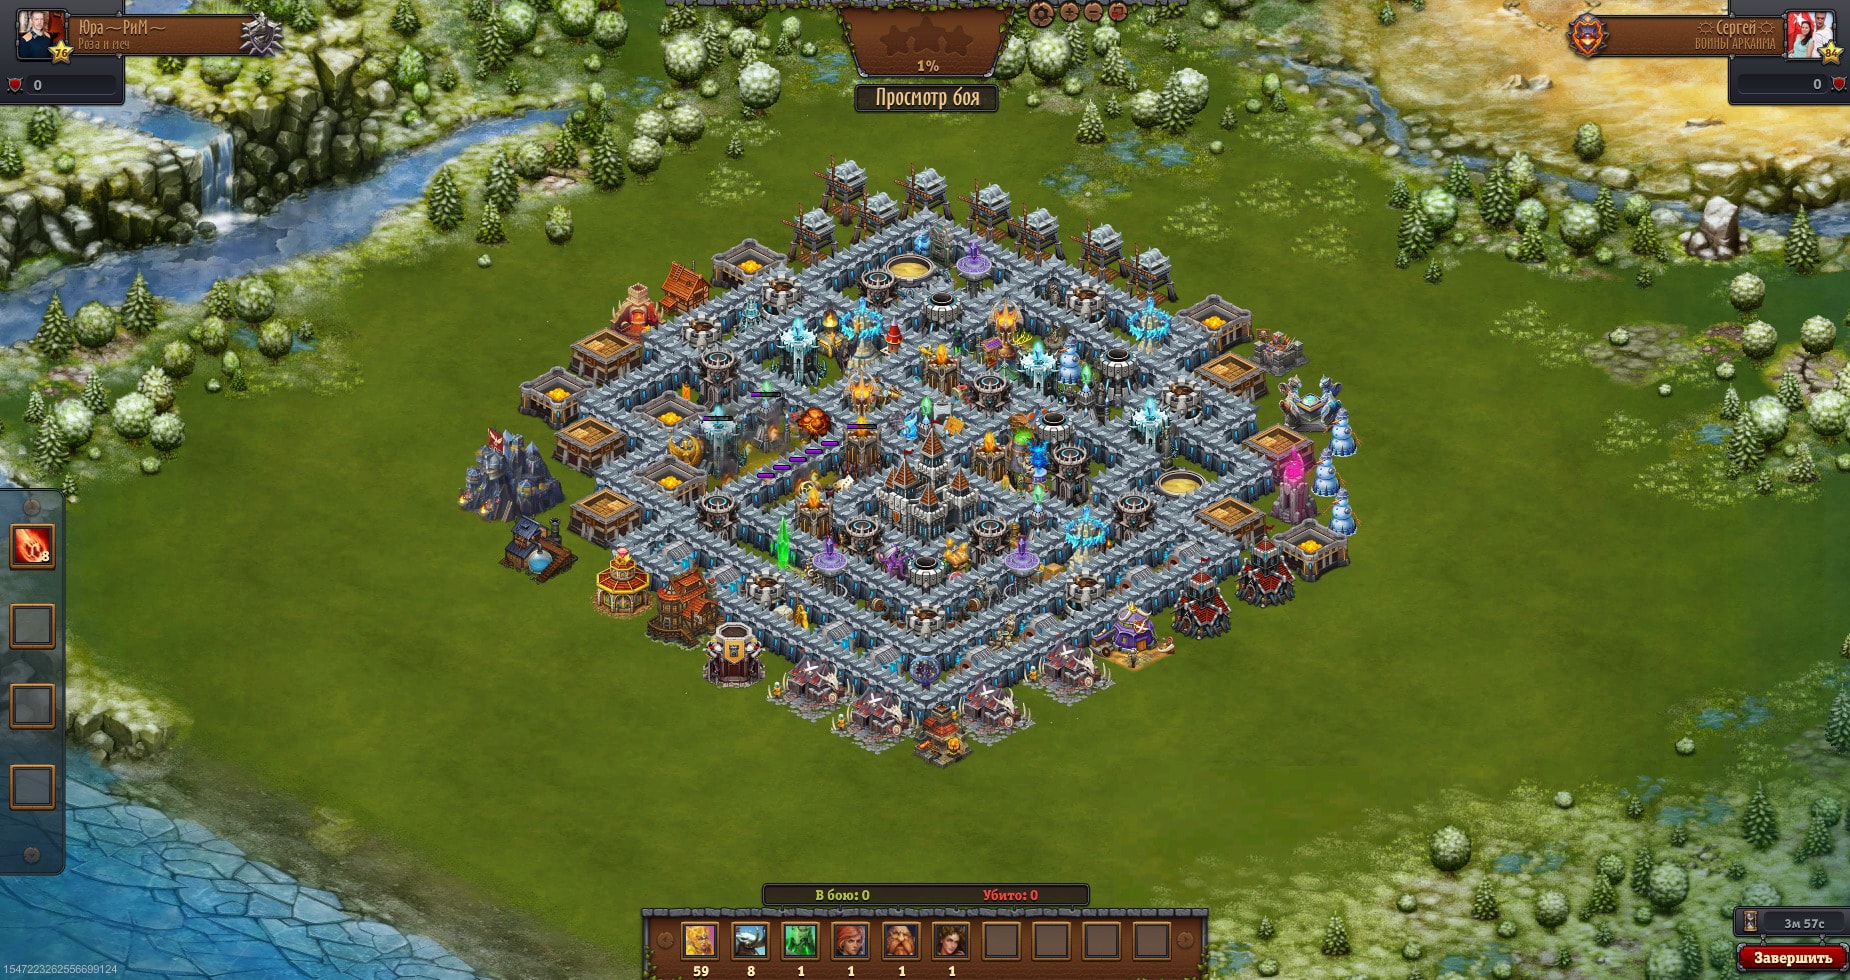 Юра~РиМ~
Роза и меч
76
0
1%
Просмотр боя
☼Сергей☼
ВОИНЫ АРКАИМА
84
0
8
В бою: 0
Убито: 0
59
8
1
1
1
1
3м 57с
Завершить
1547223262556699124